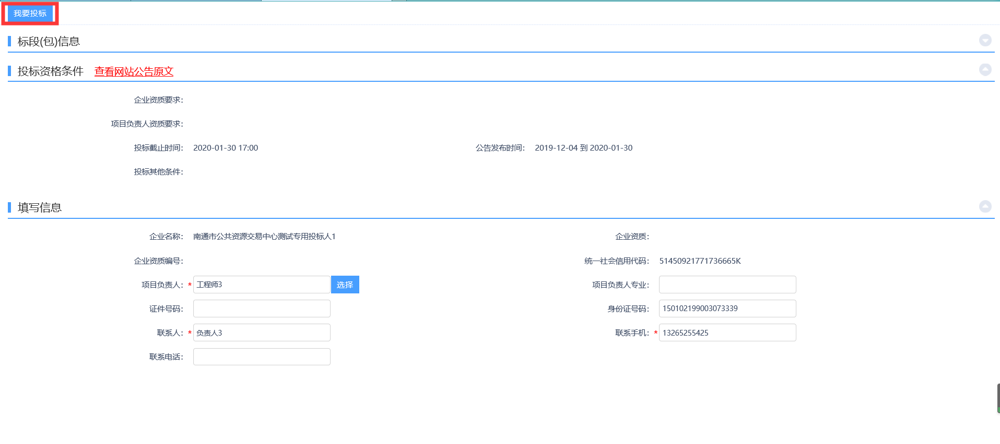 我要投标
标段(包)信息
投标资格条件 查看网站公告原文
企业资质要求：
项目负责人资质要求：
投标截止时间： 2020-01-30 17:00 公告发布时间： 2019-12-04 到 2020-01-30
投标其他条件：
填写信息
企业名称： 南通市公共资源交易中心测试专用投标人1 企业资质：
企业资质编号： 统一社会信用代码： 51450921771736665K
项目负责人：* 工程师3 选择 项目负责人专业：
证件号码： 身份证号码： 150102199003073339
联系人：* 负责人3 联系手机：* 13265255425
联系电话：